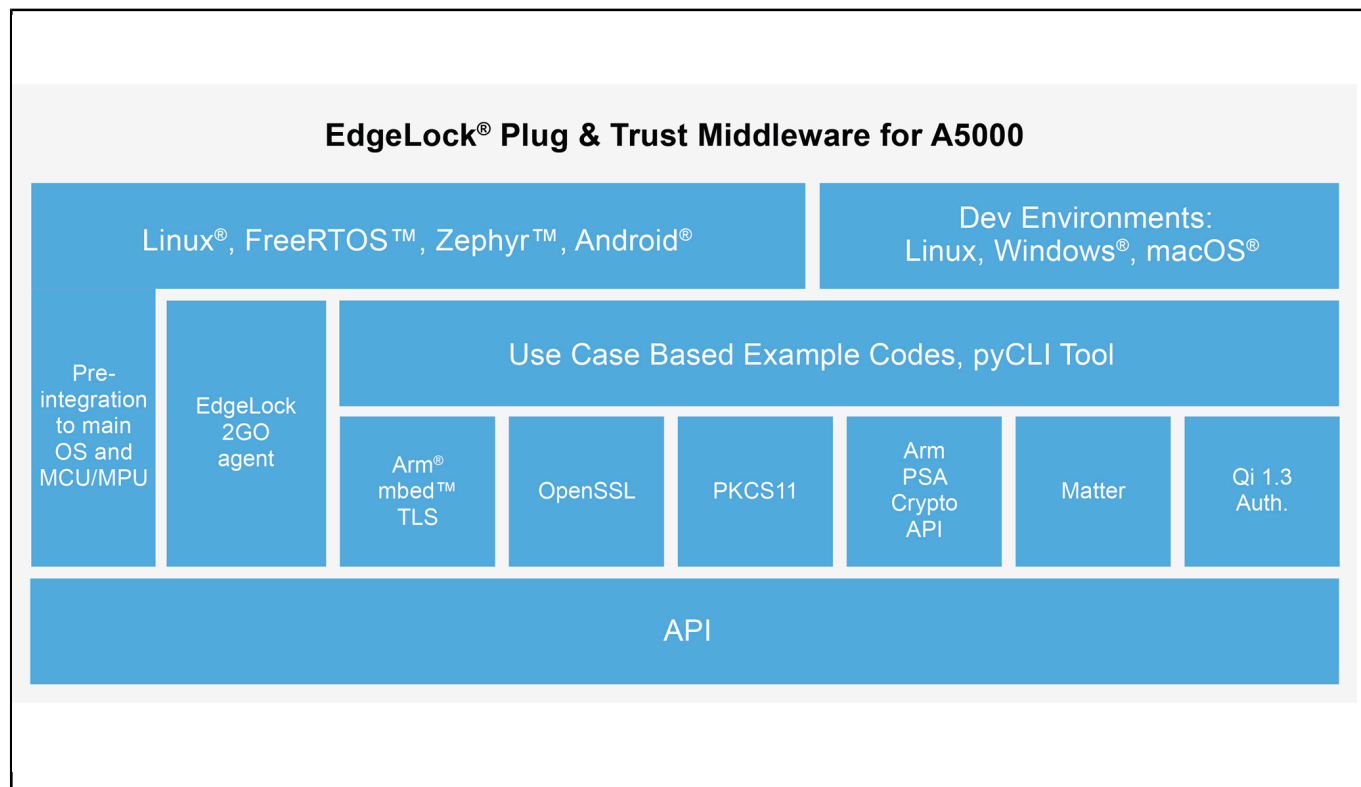 EdgeLock® Plug & Trust Middleware for A5000
Linux®, FreeRTOS™, Zephyr™, Android®
Dev Environments:
Linux, Windows®, macOS®
Pre-
integration
to main
OS and
MCU/MPU
EdgeLock
2GO
agent
Use Case Based Example Codes, pyCLI Tool
Arm®
mbed™
TLS
OpenSSL
PKCS11
Arm
PSA
Crypto
API
Matter
Qi 1.3
Auth.
API